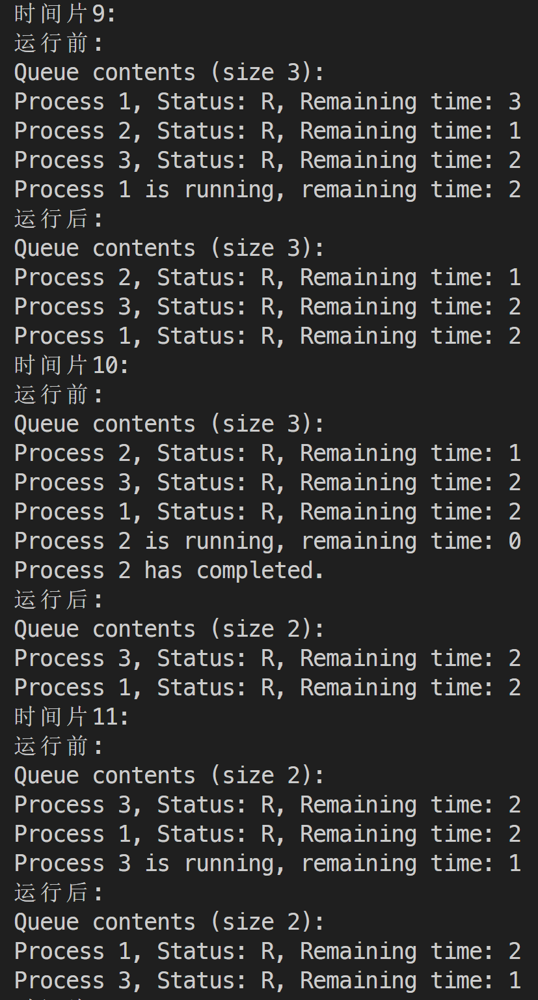 时间片9:
运行前:
Queue contents (size 3):
Process 1, Status: R, Remaining time: 3
Process 2, Status: R, Remaining time: 1
Process 3, Status: R, Remaining time: 2
Process 1 is running, remaining time: 2
运行后:
Queue contents (size 3):
Process 2, Status: R, Remaining time: 1
Process 3, Status: R, Remaining time: 2
Process 1, Status: R, Remaining time: 2
时间片10:
运行前:
Queue contents (size 3):
Process 2, Status: R, Remaining time: 1
Process 3, Status: R, Remaining time: 2
Process 1, Status: R, Remaining time: 2
Process 2 is running, remaining time: 0
Process 2 has completed.
运行后:
Queue contents (size 2):
Process 3, Status: R, Remaining time: 2
Process 1, Status: R, Remaining time: 2
时间片11:
运行前:
Queue contents (size 2):
Process 3, Status: R, Remaining time: 2
Process 1, Status: R, Remaining time: 2
Process 3 is running, remaining time: 1
运行后:
Queue contents (size 2):
Process 1, Status: R, Remaining time: 2
Process 3, Status: R, Remaining time: 1